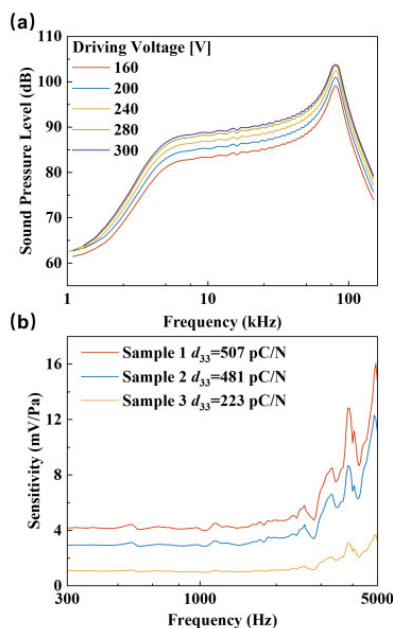 (a)
Driving Voltage [V]
160
200
240
280
300
110
100
90
80
70
60
Sound Pressure Level (dB)
1
10
100
Frequency (kHz)
(b)
Sample 1 d33=507 pC/N
Sample 2 d33=481 pC/N
Sample 3 d33=223 pC/N
16
12
8
4
0
Sensitivity (mV/Pa)
300
1000
5000
Frequency (Hz)